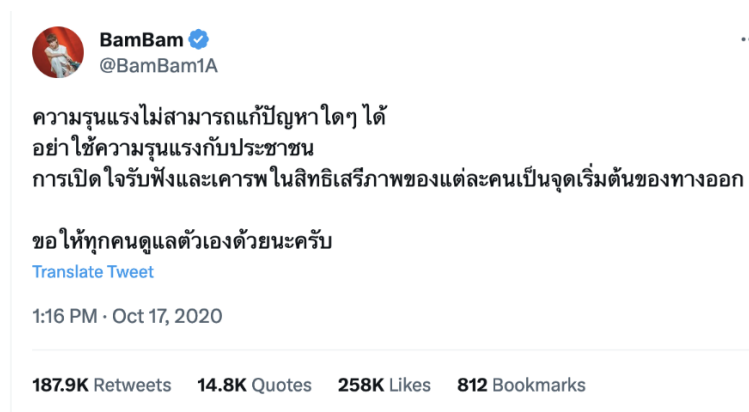 BamBam
@BamBam1A
ความรุนแรงไม่สามารถแก้ปัญหาใดๆ ได้
อย่าใช้ความรุนแรงกับประชาชน
การเปิดใจรับฟังและเคารพในสิทธิเสรีภาพของแต่ละคนเป็นจุดเริ่มต้นของทางออก
ขอให้ทุกคนดูแลตัวเองด้วยนะครับ
Translate Tweet
1:16 PM · Oct 17, 2020
187.9K Retweets 14.8K Quotes 258K Likes 812 Bookmarks